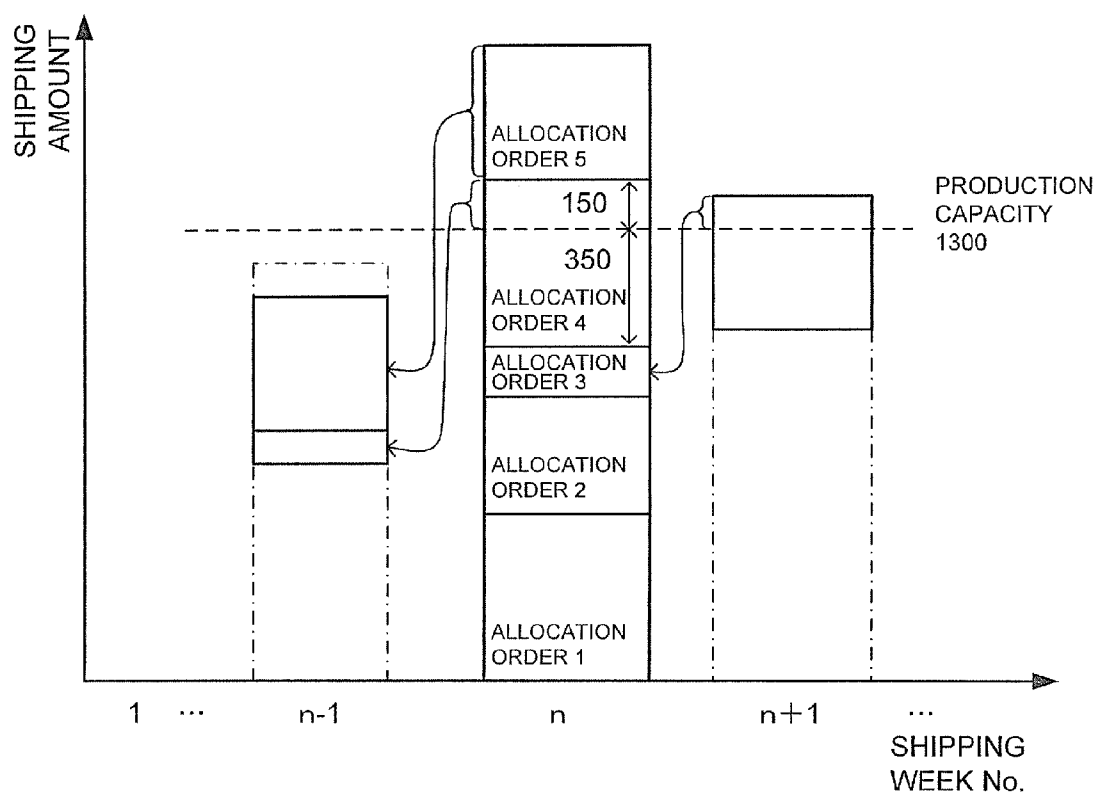 SHIPPING
AMOUNT
ALLOCATION
ORDER 5
150
PRODUCTION
CAPACITY
1300
350
ALLOCATION
ORDER 4
ALLOCATION
ORDER 3
ALLOCATION
ORDER 2
ALLOCATION
ORDER 1
1 ... n-1 n n+1 ...
SHIPPING
WEEK No.